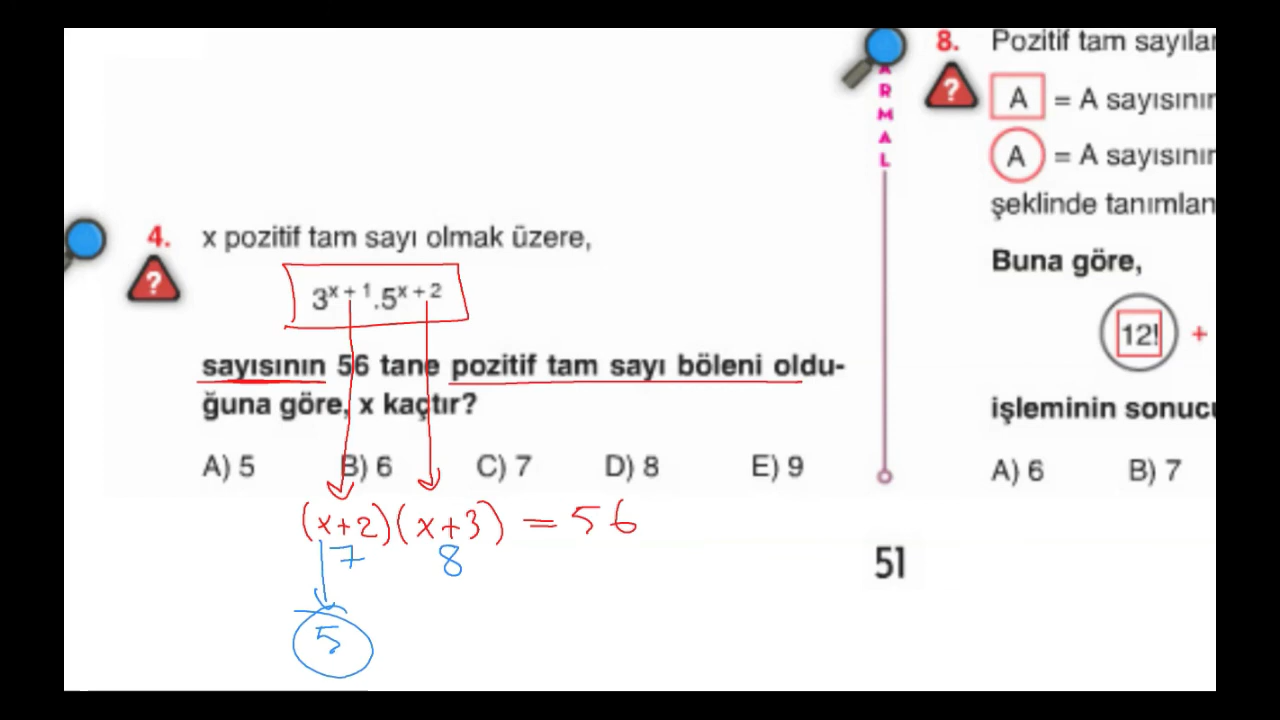 4. x pozitif tam sayı olmak üzere,
3^{x + 1}.5^{x + 2}
sayısının 56 tane pozitif tam sayı böleni oldu-
ğuna göre, x kaçtır?
A) 5 B) 6 C) 7 D) 8 E) 9
(x+2)(x+3) = 56
7 8
5
ARMAL
51
8. Pozitif tam sayılar
A = A sayısının
A = A sayısının
şeklinde tanımlan
Buna göre,
12! +
işleminin sonucu
A) 6 B) 7